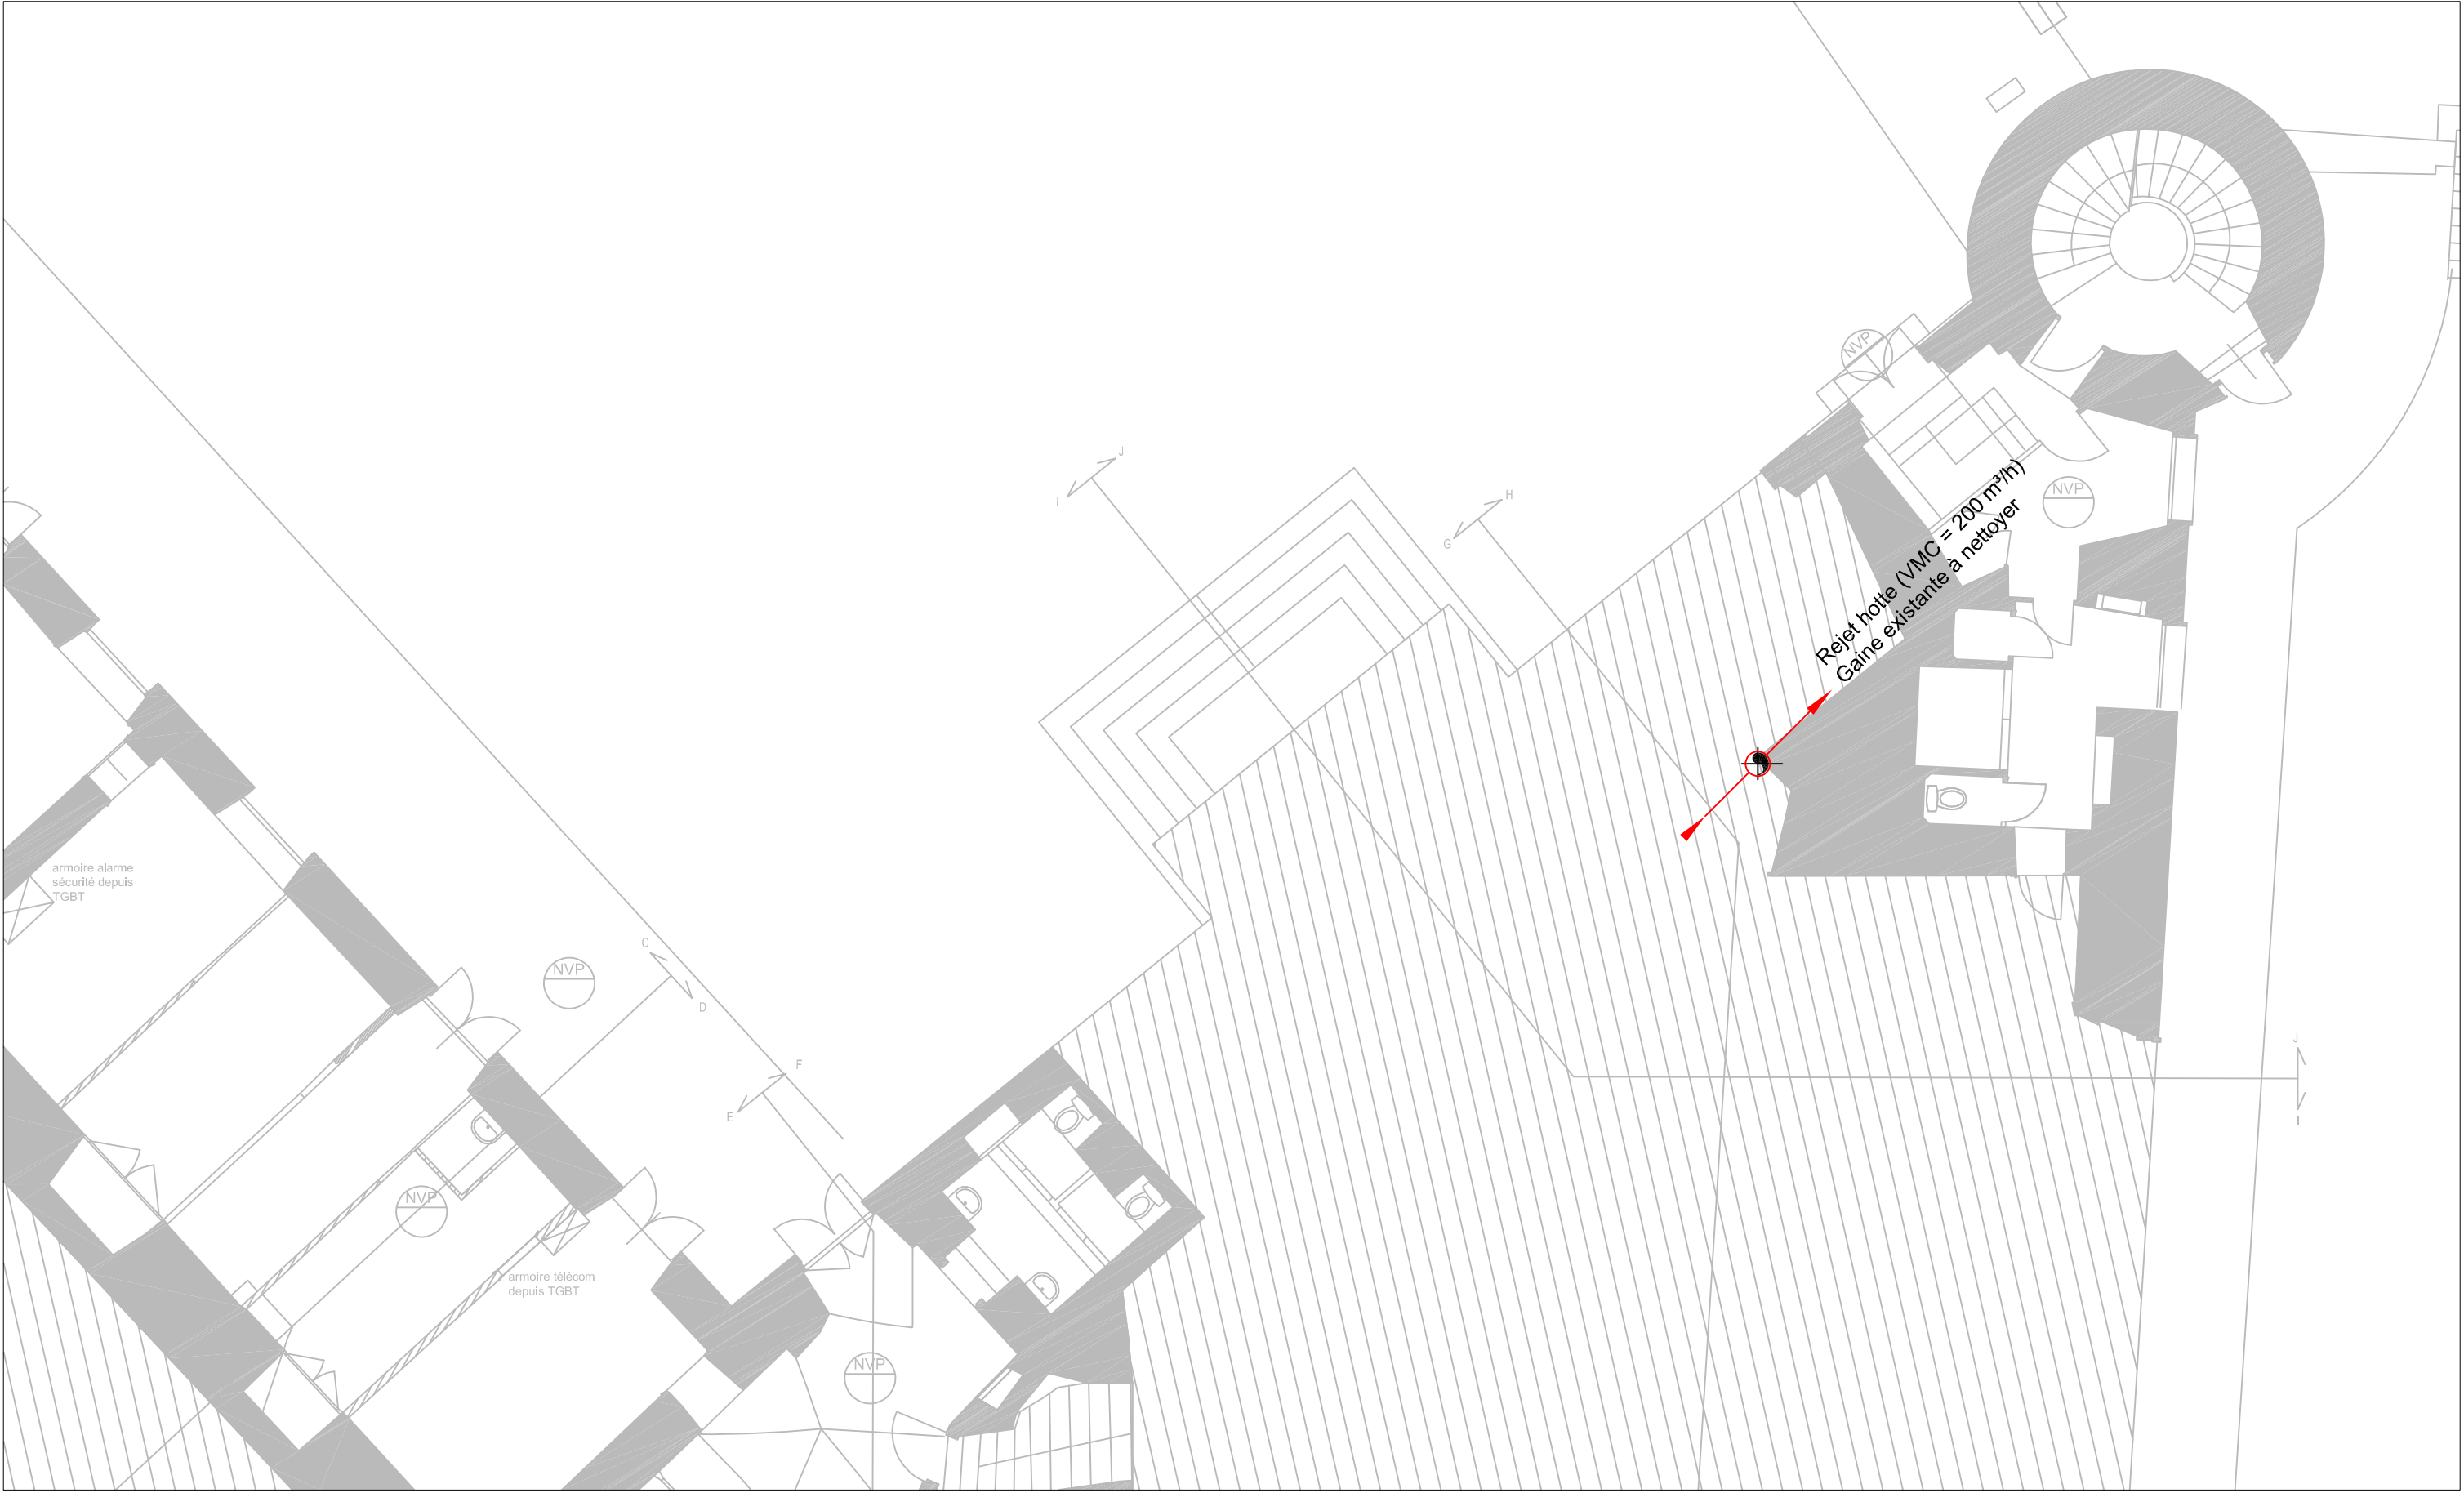 NVP
J
I
H
G
NVP
Rejet hotte (VMC = 200 m³/h)
Gaine existante à nettoyer
armoire alarme
sécurité depuis
TGBT
C
NVP
D
F
E
J
I
NVP
armoire télécom
depuis TGBT
NVP